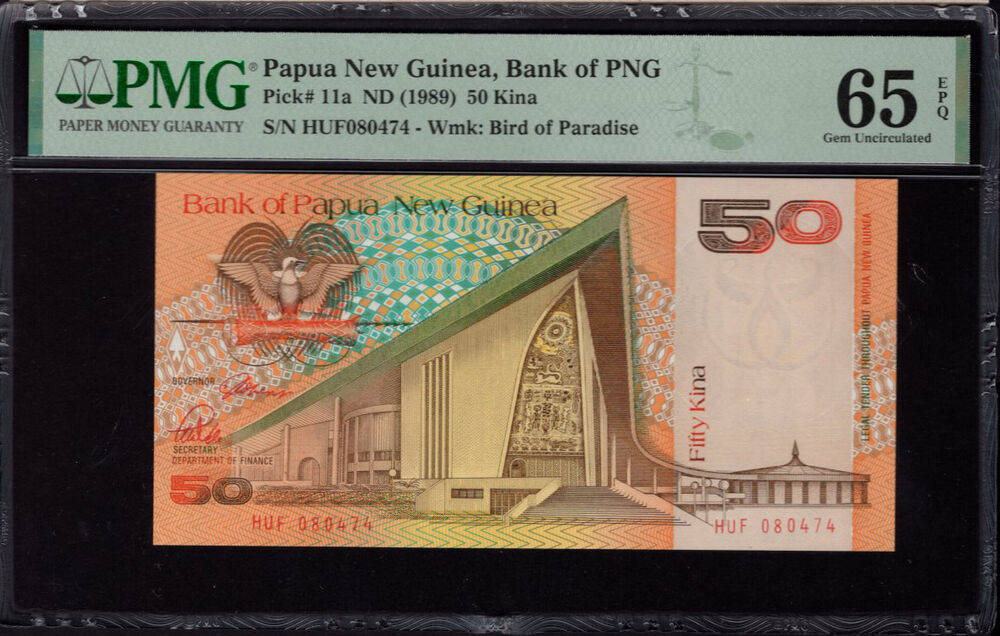 PMG®
PAPER MONEY GUARANTY
Papua New Guinea, Bank of PNG
Pick# 11a ND (1989) 50 Kina
S/N HUF080474 - Wmk: Bird of Paradise
65
EPQ
Gem Uncirculated
Bank of Papua New Guinea
50
LEGAL TENDER THROUGHOUT PAPUA NEW GUINEA
Fifty Kina
GOVERNOR
SECRETARY
DEPARTMENT OF FINANCE
50
HUF 080474
HUF 080474